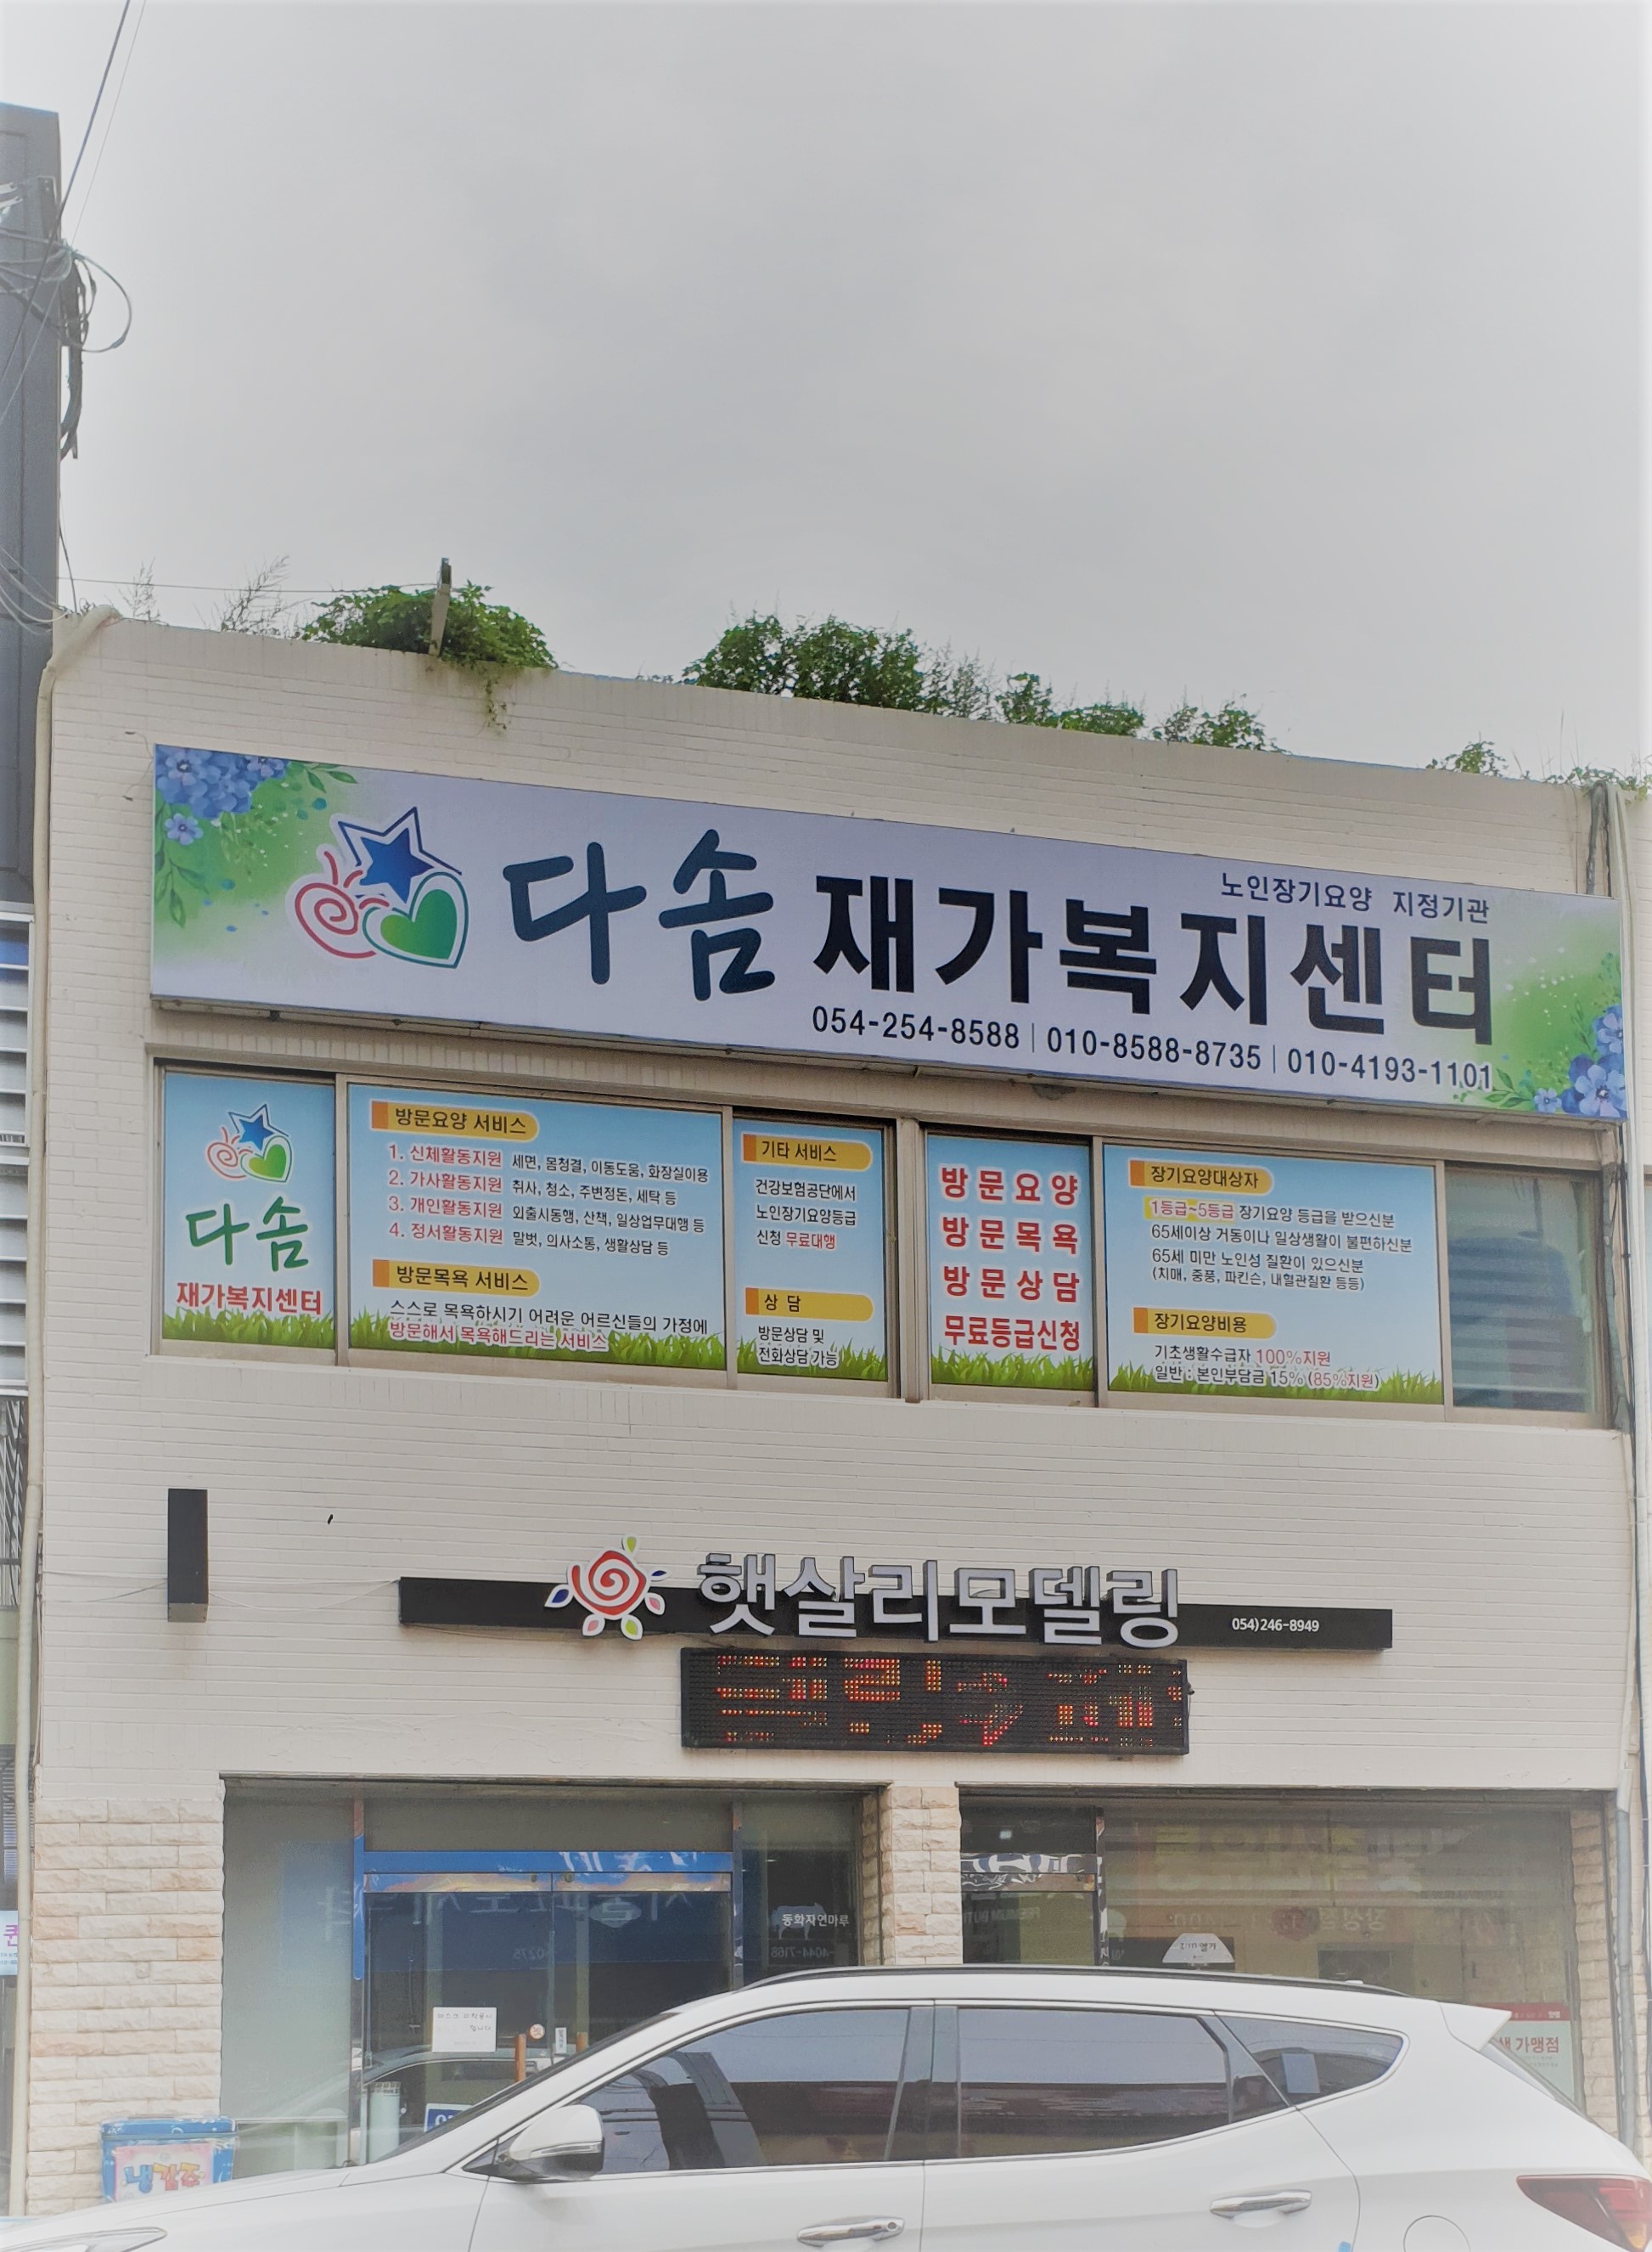 노인장기요양 지정기관
다솜 재가복지센터
054-254-8588 | 010-8588-8735 | 010-4193-1101
다솜
재가복지센터
방문요양 서비스
1. 신체활동지원 세면, 몸청결, 이동도움, 화장실이용
2. 가사활동지원 취사, 청소, 주변정돈, 세탁 등
3. 개인활동지원 외출시동행, 산책, 일상업무대행 등
4. 정서활동지원 말벗, 의사소통, 생활상담 등
방문목욕 서비스
스스로 목욕하시기 어려운 어르신들의 가정에
방문해서 목욕해드리는 서비스
기타 서비스
건강보험공단에서
노인장기요양등급
신청 무료대행
상 담
방문상담 및
전화상담 가능
방문요양
방문목욕
방문상담
무료등급신청
장기요양대상자
1등급~5등급 장기요양 등급을 받으신분
65세이상 거동이나 일상생활이 불편하신분
65세 미만 노인성 질환이 있으신분
(치매, 중풍, 파킨슨, 내혈관질환 등등)
장기요양비용
기초생활수급자 100%지원
일반 : 본인부담금 15% (85%지원)
햇살리모델링
054)246-8949
동화자연마루
가맹점